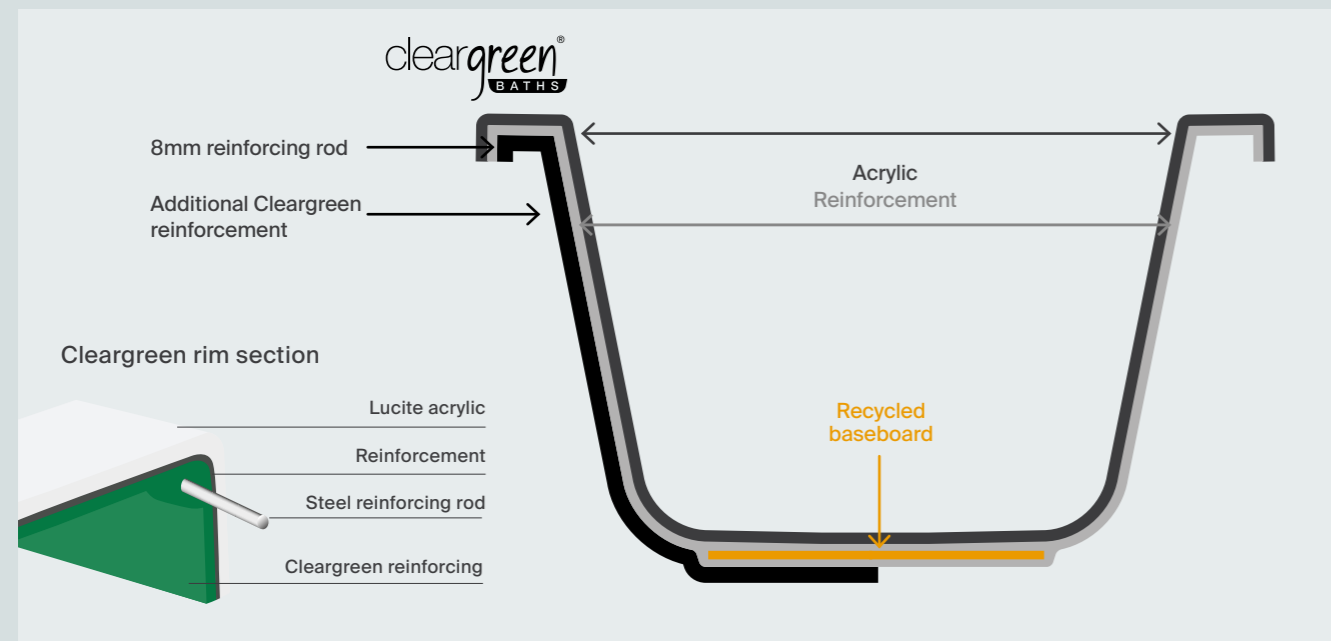 cleargreen®
BATHS
8mm reinforcing rod
Additional Cleargreen
reinforcement
Acrylic
Reinforcement
Cleargreen rim section
Lucite acrylic
Reinforcement
Steel reinforcing rod
Cleargreen reinforcing
Recycled
baseboard